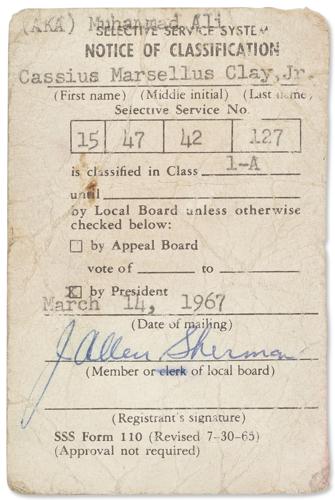 (AKA) Muhammad Ali
SELECTIVE SERVICE SYSTEM
NOTICE OF CLASSIFICATION
Cassius Marsellus Clay, Jr.
(First name) (Middle initial) (Last name)
Selective Service No.
15 47 42 127
is classified in Class 1-A
until
by Local Board unless otherwise
checked below:
☐ by Appeal Board
vote of ________ to ________
☒ by President
March 14, 1967
(Date of mailing)
J Allen Sherman
(Member or clerk of local board)
(Registrant's signature)
SSS Form 110 (Revised 7-30-65)
(Approval not required)